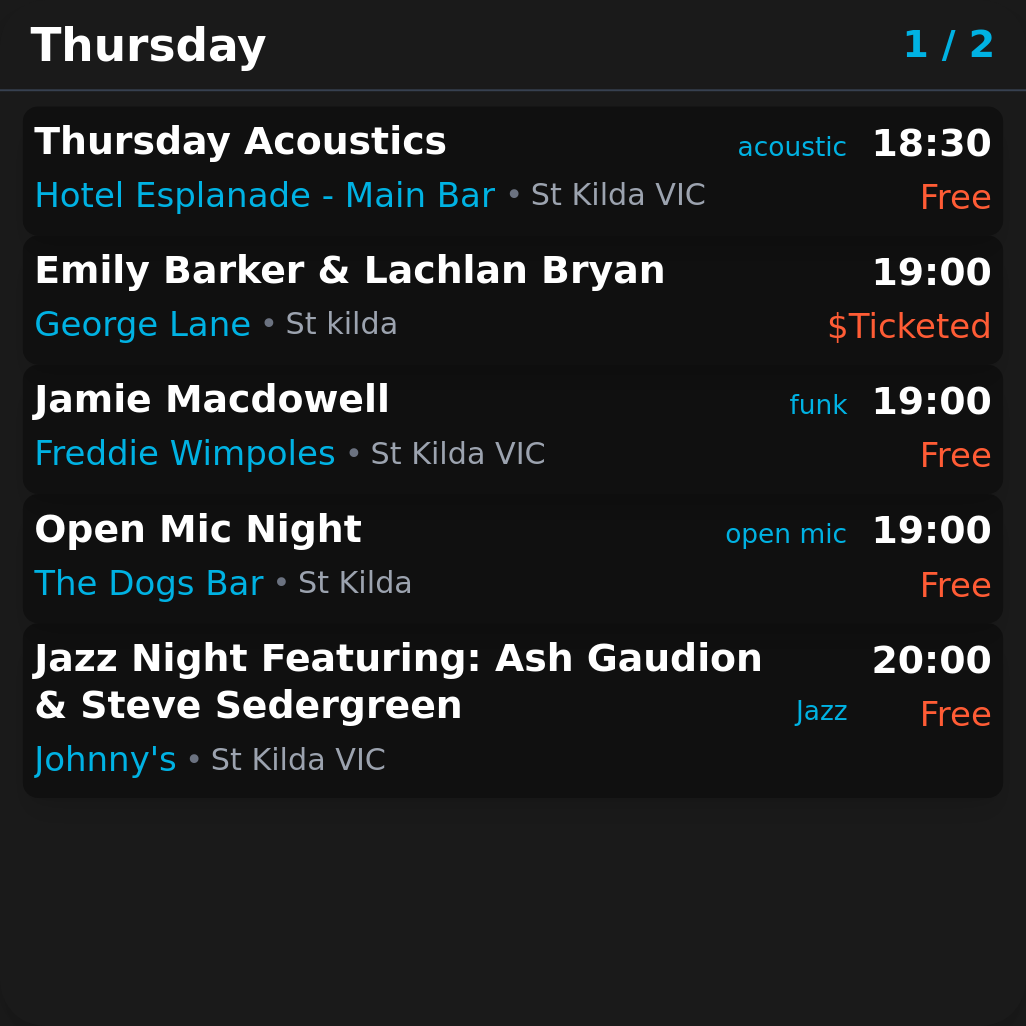 Thursday 1 / 2
Thursday Acoustics acoustic 18:30
Hotel Esplanade - Main Bar • St Kilda VIC Free
Emily Barker & Lachlan Bryan 19:00
George Lane • St kilda $Ticketed
Jamie Macdowell funk 19:00
Freddie Wimpoles • St Kilda VIC Free
Open Mic Night open mic 19:00
The Dogs Bar • St Kilda Free
Jazz Night Featuring: Ash Gaudion 20:00
& Steve Sedergreen Jazz Free
Johnny's • St Kilda VIC